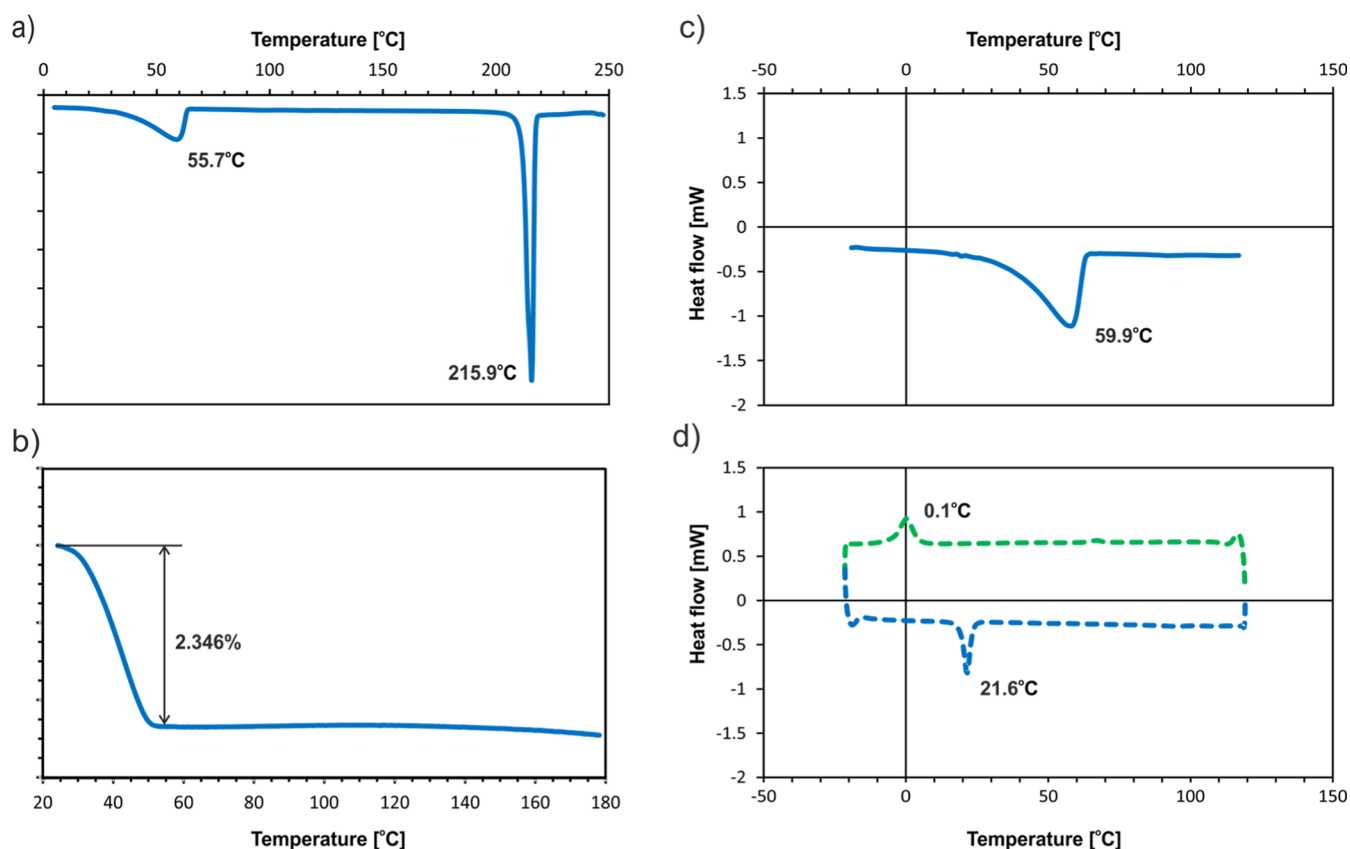 a)
Temperature [°C]
0 50 100 150 200 250
55.7°C
215.9°C
b)
2.346%
20 40 60 80 100 120 140 160 180
Temperature [°C]
c)
Temperature [°C]
-50 0 50 100 150
1.5
1
0.5
0
-0.5
-1
-1.5
-2
Heat flow [mW
59.9°C
d)
1.5
1
0.5
0
-0.5
-1
-1.5
-2
Heat flow [mW]
0.1°C
21.6°C
-50 0 50 100 150
Temperature [°C]